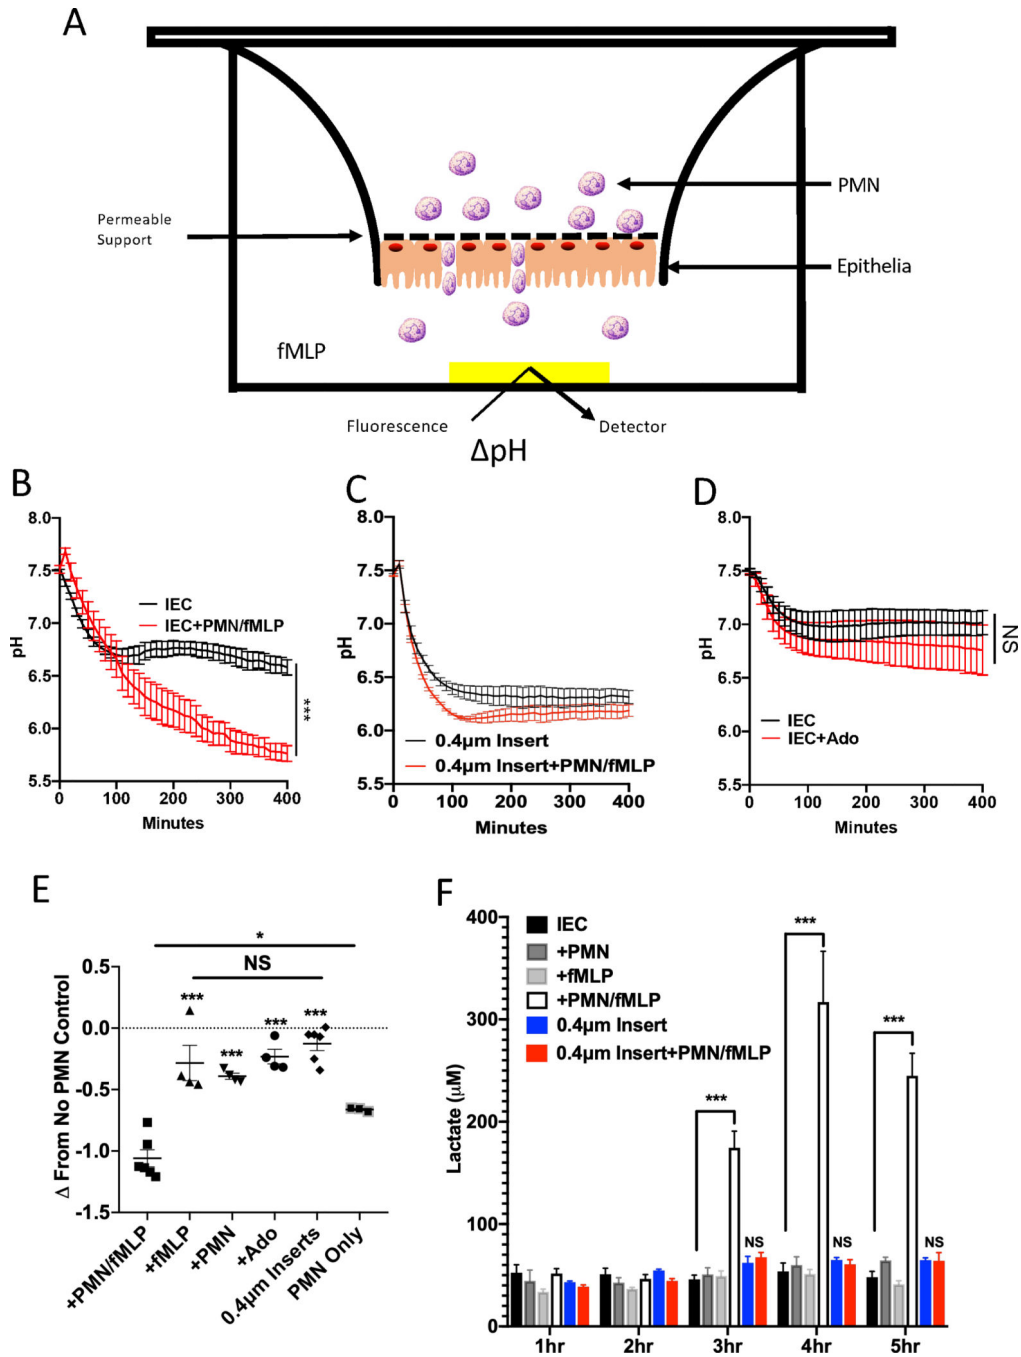 A
PMN
Permeable
Support
Epithelia
fMLP
Fluorescence
Detector
ΔpH
B
8.0
7.5
7.0
6.5
6.0
5.5
pH
IEC
IEC+PMN/fMLP
***
0 100 200 300 400
Minutes
C
8.0
7.5
7.0
6.5
6.0
5.5
pH
0.4μm Insert
0.4μm Insert+PMN/fMLP
0 100 200 300 400
Minutes
D
8.0
7.5
7.0
6.5
6.0
5.5
pH
IEC
IEC+Ado
NS
0 100 200 300 400
Minutes
E
*
NS
0.5
0.0
-0.5
-1.0
-1.5
Δ From No PMN Control
*** *** *** ***
+PMN/fMLP
+fMLP
+PMN
+Ado
0.4μm Inserts
PMN Only
F
400
300
200
100
0
Lactate (μM)
IEC
+PMN
+fMLP
+PMN/fMLP
0.4μm Insert
0.4μm Insert+PMN/fMLP
*** *** ***
NS NS NS
1hr 2hr 3hr 4hr 5hr